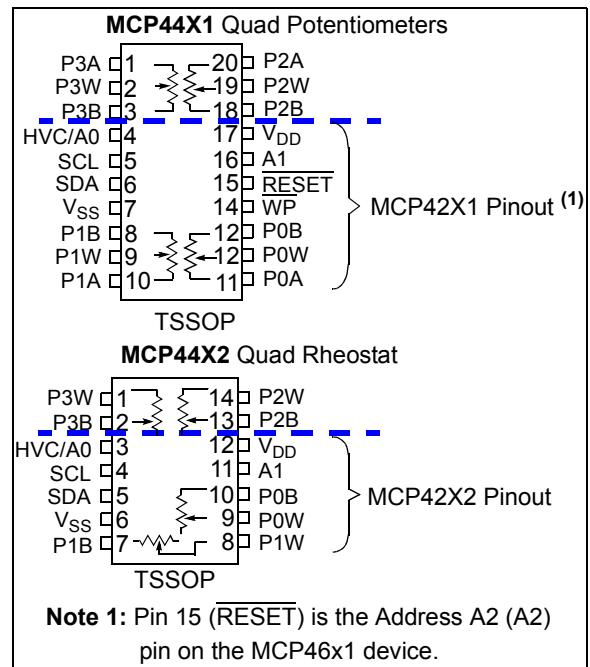 MCP44X1 Quad Potentiometers
P3A 1 20 P2A
P3W 2 19 P2W
P3B 3 18 P2B
HVC/A0 4 17 VDD
SCL 5 16 A1
SDA 6 15 RESET
VSS 7 14 WP
P1B 8 12 P0B
P1W 9 12 P0W
P1A 10 11 P0A
MCP42X1 Pinout (1)
TSSOP
MCP44X2 Quad Rheostat
P3W 1 14 P2W
P3B 2 13 P2B
HVC/A0 3 12 VDD
SCL 4 11 A1
SDA 5 10 P0B
VSS 6 9 P0W
P1B 7 8 P1W
MCP42X2 Pinout
TSSOP
Note 1: Pin 15 (RESET) is the Address A2 (A2)
pin on the MCP46x1 device.